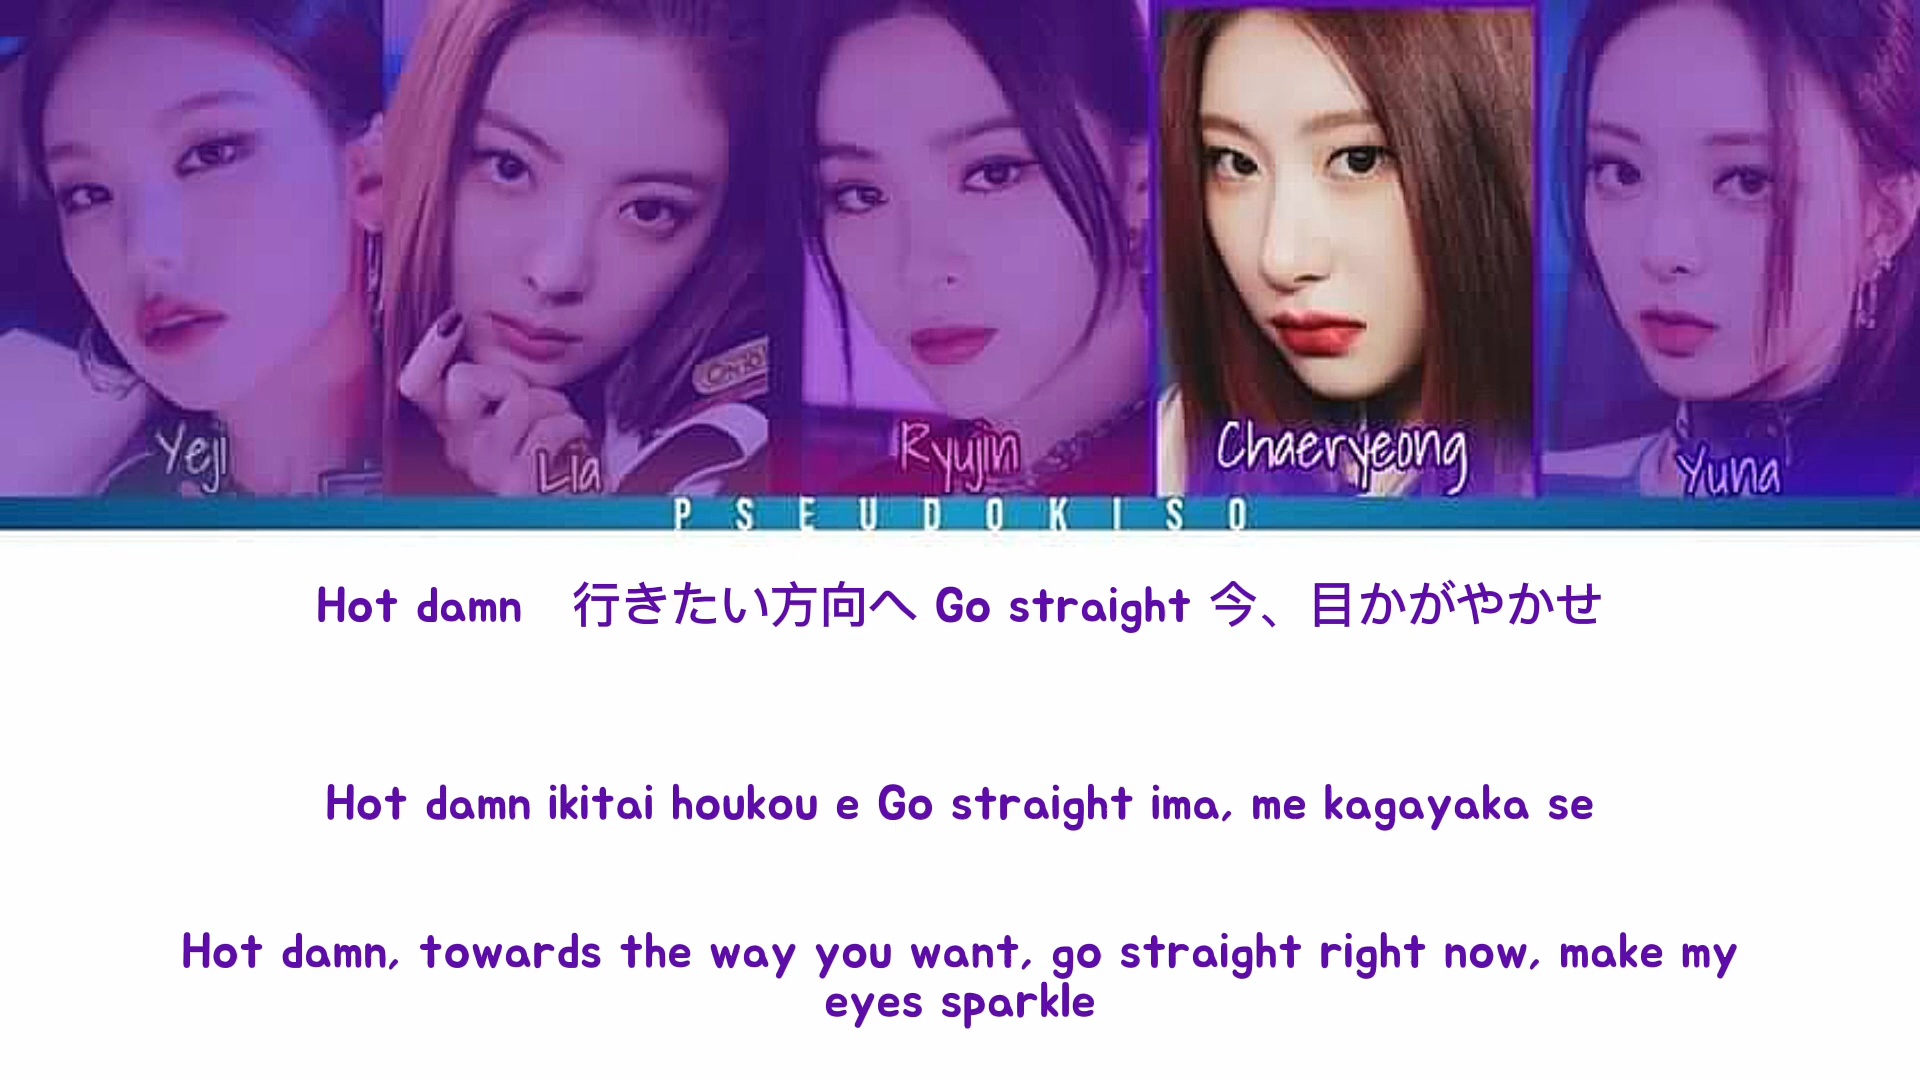 Yeji
Lia
Ryujin
Chaeryeong
Yuna
PSEUDOKISO
Hot damn　行きたい方向へ Go straight 今、目かがやかせ
Hot damn ikitai houkou e Go straight ima, me kagayaka se
Hot damn, towards the way you want, go straight right now, make my
eyes sparkle